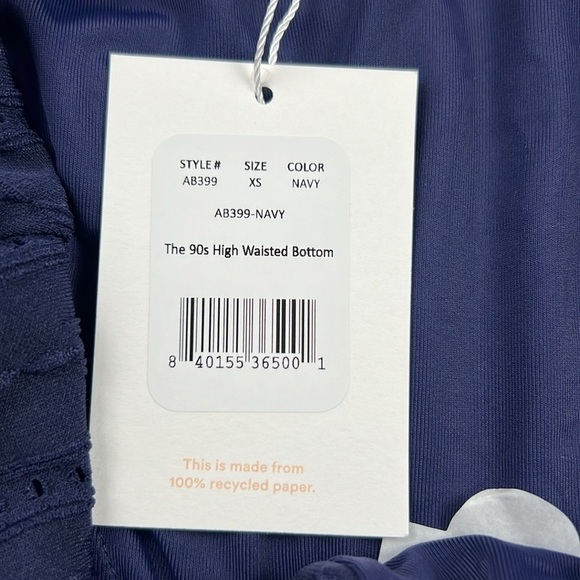 STYLE # SIZE COLOR
AB399 XS NAVY
AB399-NAVY
The 90s High Waisted Bottom
8 40155 36500 1
This is made from
100% recycled paper.